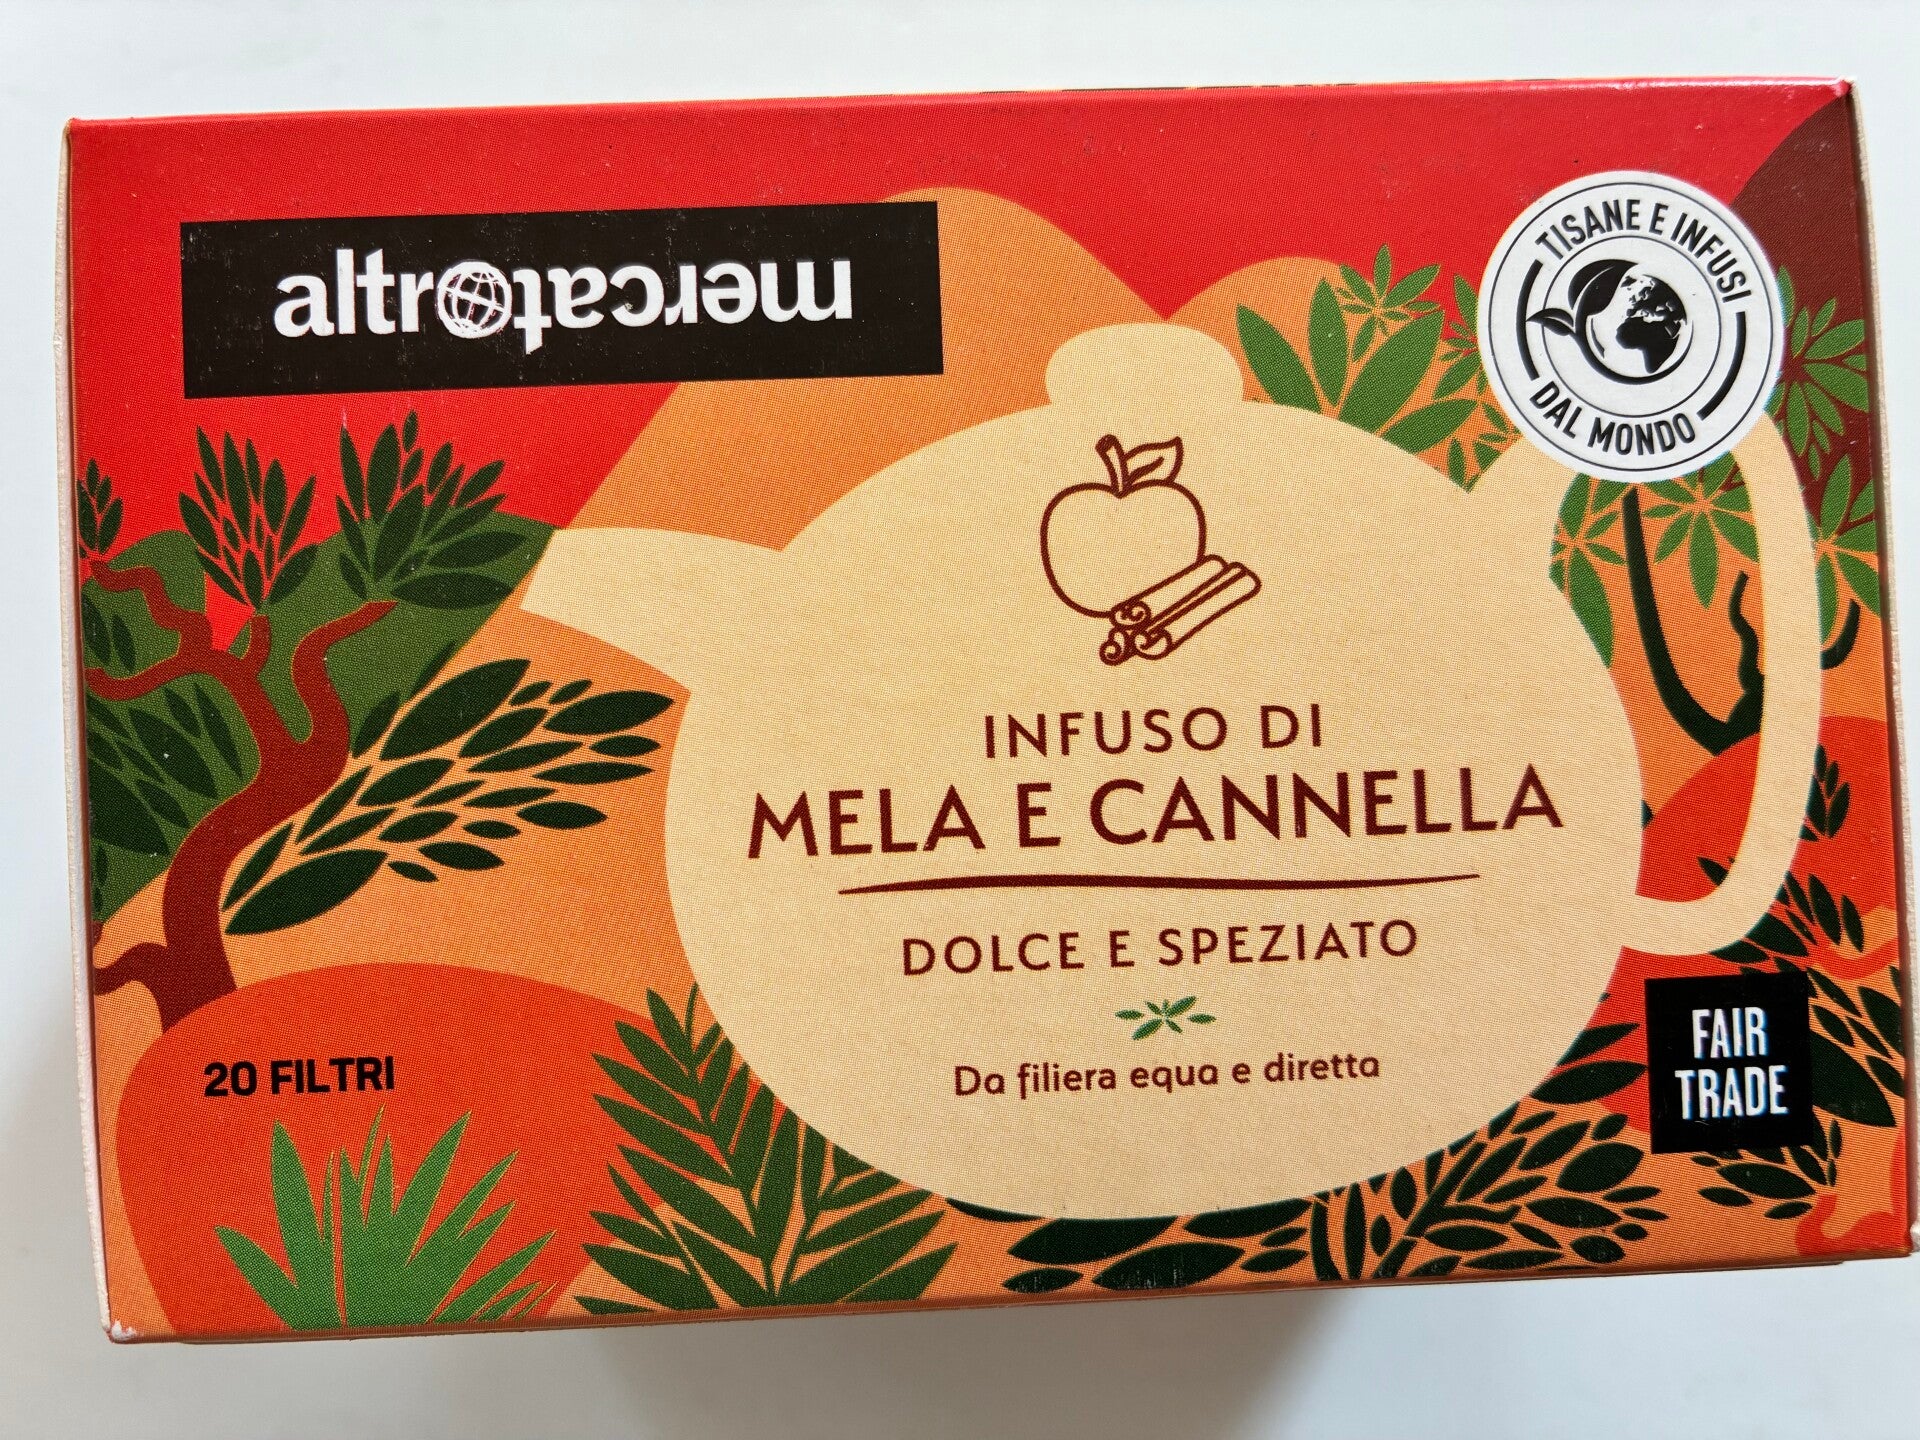 altromercato
TISANE E INFUSI
DAL MONDO
INFUSO DI
MELA E CANNELLA
DOLCE E SPEZIATO
Da filiera equa e diretta
20 FILTRI
FAIR
TRADE